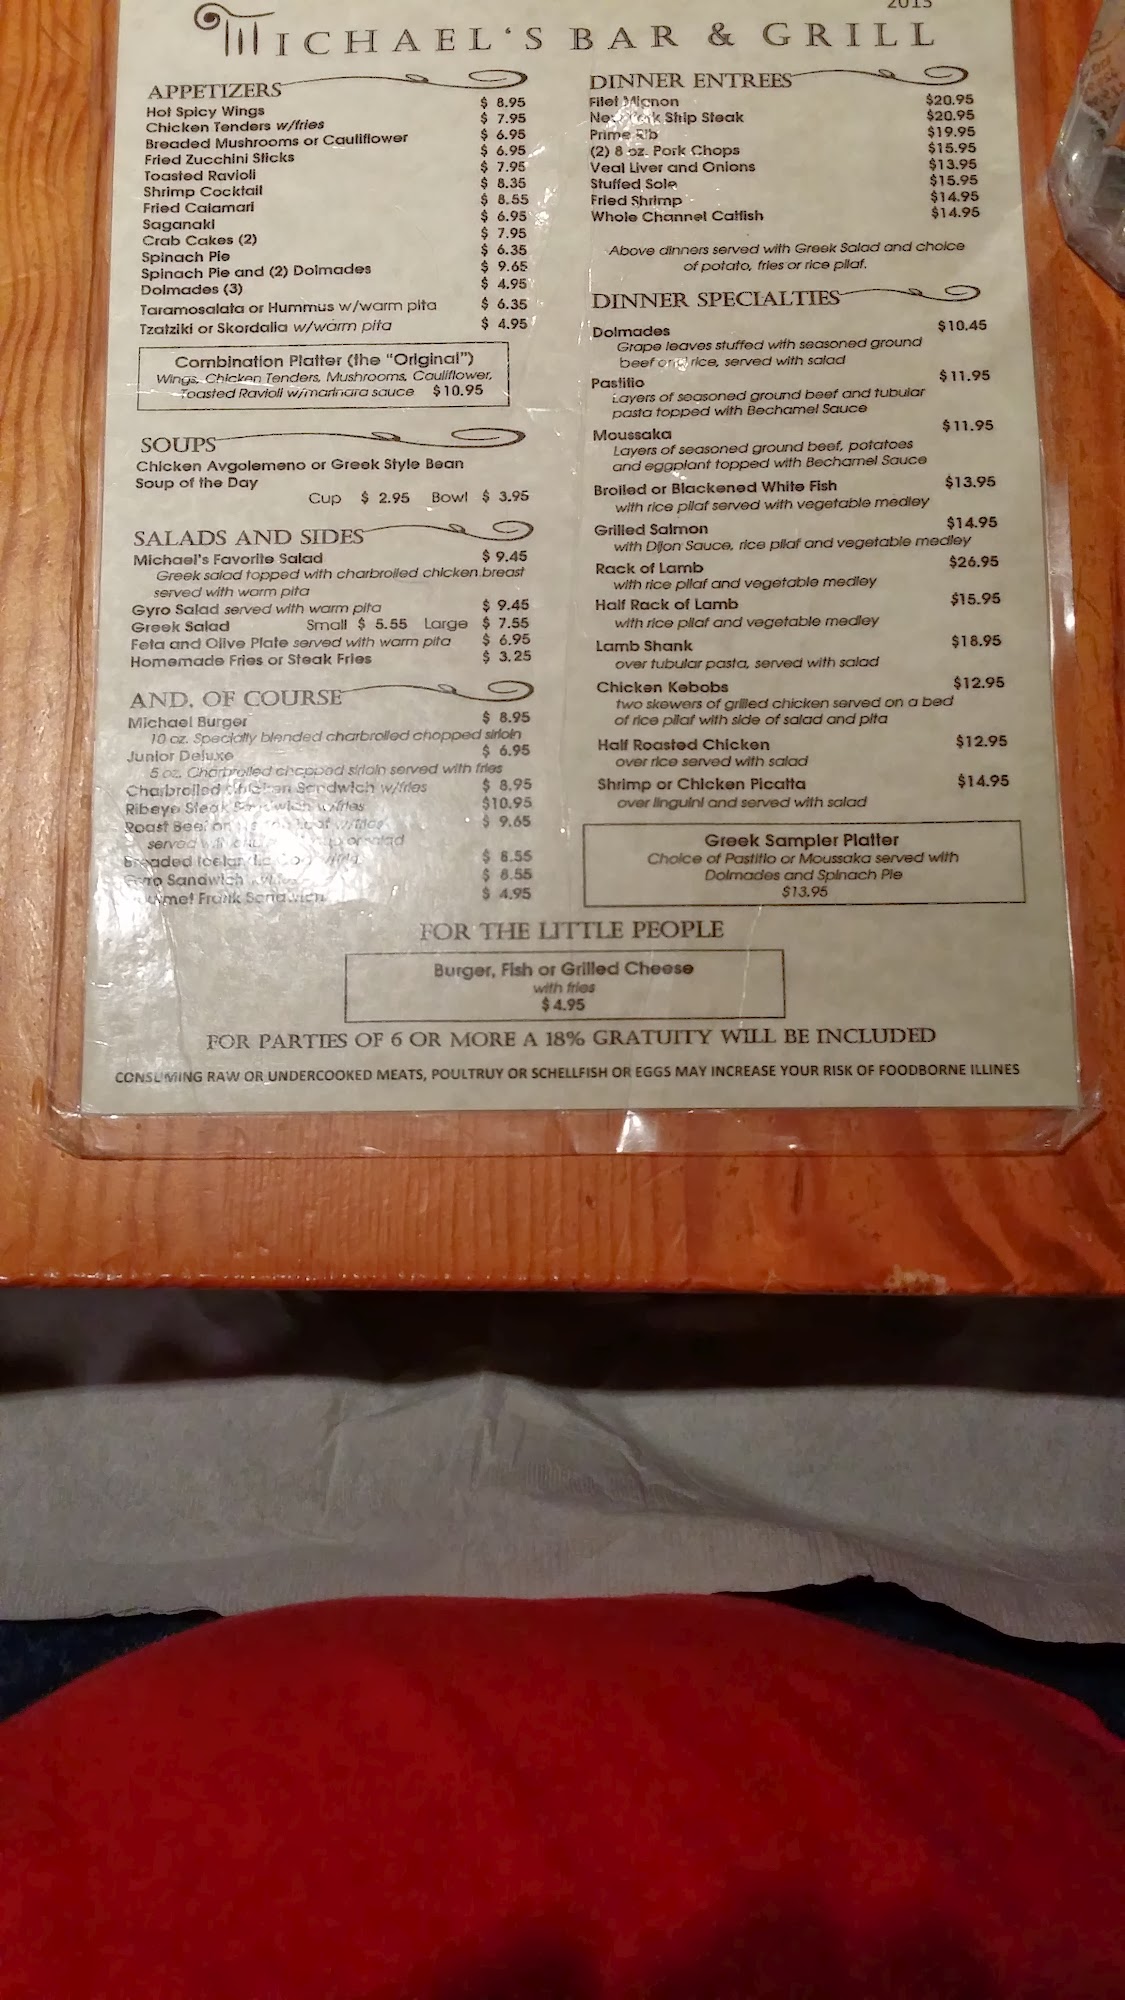 2013
MICHAEL'S BAR & GRILL
APPETIZERS
Hot Spicy Wings $ 8.95
Chicken Tenders w/fries $ 7.95
Breaded Mushrooms or Cauliflower $ 6.95
Fried Zucchini Sticks $ 6.95
Toasted Ravioli $ 7.95
Shrimp Cocktail $ 8.35
Fried Calamari $ 8.55
Saganaki $ 6.95
Crab Cakes (2) $ 7.95
Spinach Pie $ 6.35
Spinach Pie and (2) Dolmades $ 9.65
Dolmades (3) $ 4.95
Taramosalata or Hummus w/warm pita $ 6.35
Tzatziki or Skordalia w/warm pita $ 4.95
Combination Platter (the "Original")
Wings, Chicken Tenders, Mushrooms, Cauliflower,
Toasted Ravioli w/marinara sauce $10.95
SOUPS
Chicken Avgolemeno or Greek Style Bean
Soup of the Day
Cup $ 2.95 Bowl $ 3.95
SALADS AND SIDES
Michael's Favorite Salad $ 9.45
Greek salad topped with charbroiled chicken breast
served with warm pita
Gyro Salad served with warm pita $ 9.45
Greek Salad Small $ 5.55 Large $ 7.55
Feta and Olive Plate served with warm pita $ 6.95
Homemade Fries or Steak Fries $ 3.25
AND, OF COURSE
Michael Burger $ 8.95
10 oz. Specially blended charbroiled chopped sirloin
Junior Deluxe $ 6.95
5 oz. Charbroiled chopped sirloin served with fries
Charbroiled Chicken Sandwich w/fries $ 8.95
Ribeye Steak Sandwich w/fries $10.95
Roast Beef or w/fries $ 9.65
served or salad
Breaded Icelandic Cod w/fries $ 8.55
Gyro Sandwich w/fries $ 8.55
Gourmet Frank Sandwich $ 4.95
DINNER ENTREES
Filet Mignon $20.95
New York Strip Steak $20.95
Prime Rib $19.95
(2) 8 oz. Pork Chops $15.95
Veal Liver and Onions $13.95
Stuffed Sole $15.95
Fried Shrimp $14.95
Whole Channel Catfish $14.95
Above dinners served with Greek Salad and choice
of potato, fries or rice pilaf.
DINNER SPECIALTIES
Dolmades $10.45
Grape leaves stuffed with seasoned ground
beef and rice, served with salad
Pastitio $11.95
Layers of seasoned ground beef and tubular
pasta topped with Bechamel Sauce
Moussaka $11.95
Layers of seasoned ground beef, potatoes
and eggplant topped with Bechamel Sauce
Broiled or Blackened White Fish $13.95
with rice pilaf served with vegetable medley
Grilled Salmon $14.95
with Dijon Sauce, rice pilaf and vegetable medley
Rack of Lamb $26.95
with rice pilaf and vegetable medley
Half Rack of Lamb $15.95
with rice pilaf and vegetable medley
Lamb Shank $18.95
over tubular pasta, served with salad
Chicken Kebobs $12.95
two skewers of grilled chicken served on a bed
of rice pilaf with side of salad and pita
Half Roasted Chicken $12.95
over rice served with salad
Shrimp or Chicken Picatta $14.95
over linguini and served with salad
Greek Sampler Platter
Choice of Pastitio or Moussaka served with
Dolmades and Spinach Pie
$13.95
FOR THE LITTLE PEOPLE
Burger, Fish or Grilled Cheese
with fries
$4.95
FOR PARTIES OF 6 OR MORE A 18% GRATUITY WILL BE INCLUDED
CONSUMING RAW OR UNDERCOOKED MEATS, POULTRUY OR SCHELLFISH OR EGGS MAY INCREASE YOUR RISK OF FOODBORNE ILLINES